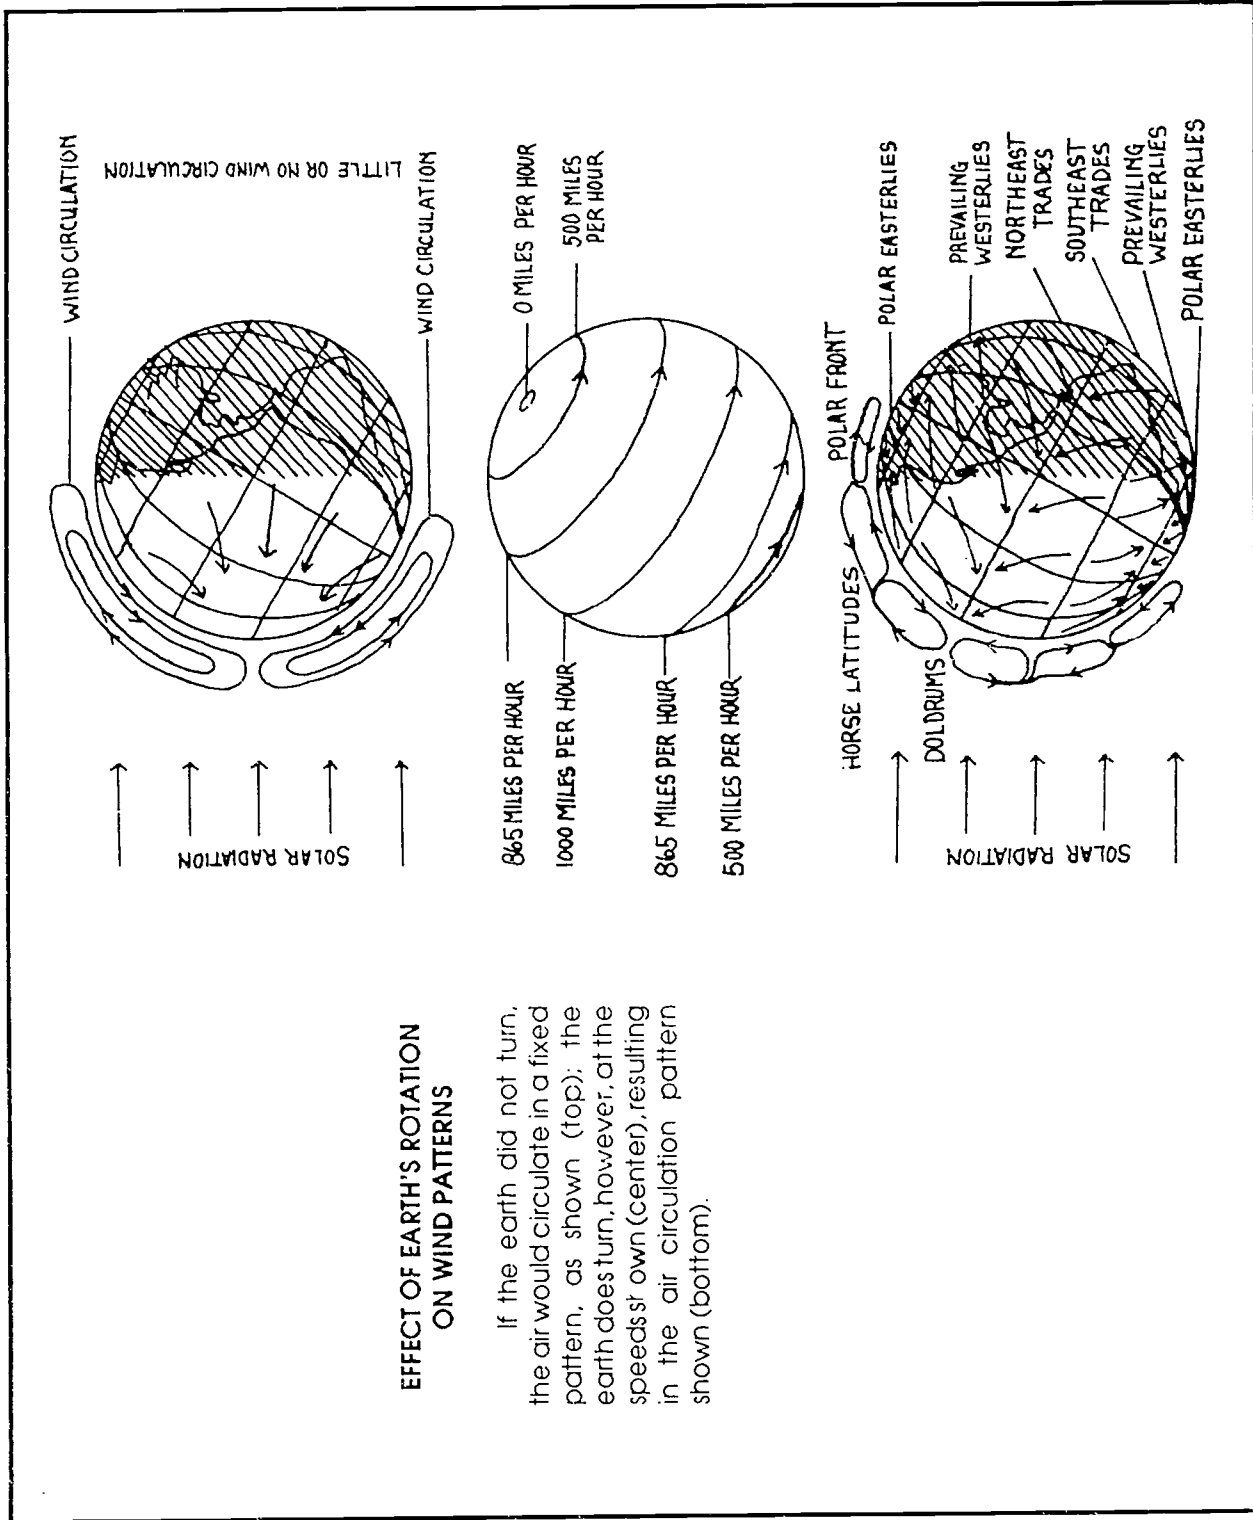 EFFECT OF EARTH'S ROTATION
ON WIND PATTERNS
If the earth did not turn,
the air would circulate in a fixed
pattern, as shown (top); the
earth does turn, however, at the
speedssr own (center), resulting
in the air circulation pattern
shown (bottom).
WIND CIRCULATION
SOLAR RADIATION
LITTLE OR NO WIND CIRCULATION
WIND CIRCULATION
865 MILES PER HOUR
0 MILES PER HOUR
1000 MILES PER HOUR
500 MILES
PER HOUR
865 MILES PER HOUR
500 MILES PER HOUR
HORSE LATITUDES
POLAR FRONT
POLAR EASTERLIES
DOLDRUMS
SOLAR RADIATION
PREVAILING
WESTERLIES
NORTHEAST
TRADES
SOUTHEAST
TRADES
PREVAILING
WESTERLIES
POLAR EASTERLIES